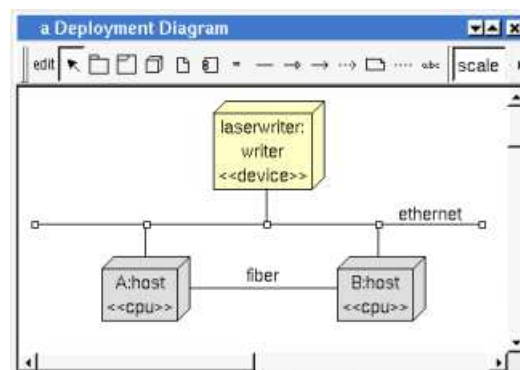 a Deployment Diagram
edit abc scale
laserwriter:
writer
<<device>>
ethernet
A:host
<<cpu>>
fiber
B:host
<<cpu>>